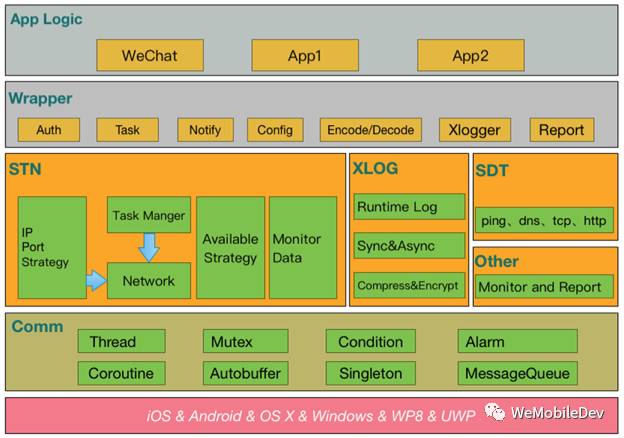 App Logic
WeChat
App1
App2
Wrapper
Auth
Task
Notify
Config
Encode/Decode
Xlogger
Report
STN
IP
Port
Strategy
Task Manger
Network
Available
Strategy
Monitor
Data
XLOG
Runtime Log
Sync&Async
Compress&Encrypt
SDT
ping、dns、tcp、http
Other
Monitor and Report
Comm
Thread
Mutex
Condition
Alarm
Coroutine
Autobuffer
Singleton
MessageQueue
iOS & Android & OS X & Windows & WP8 & UWP
WeMobileDev